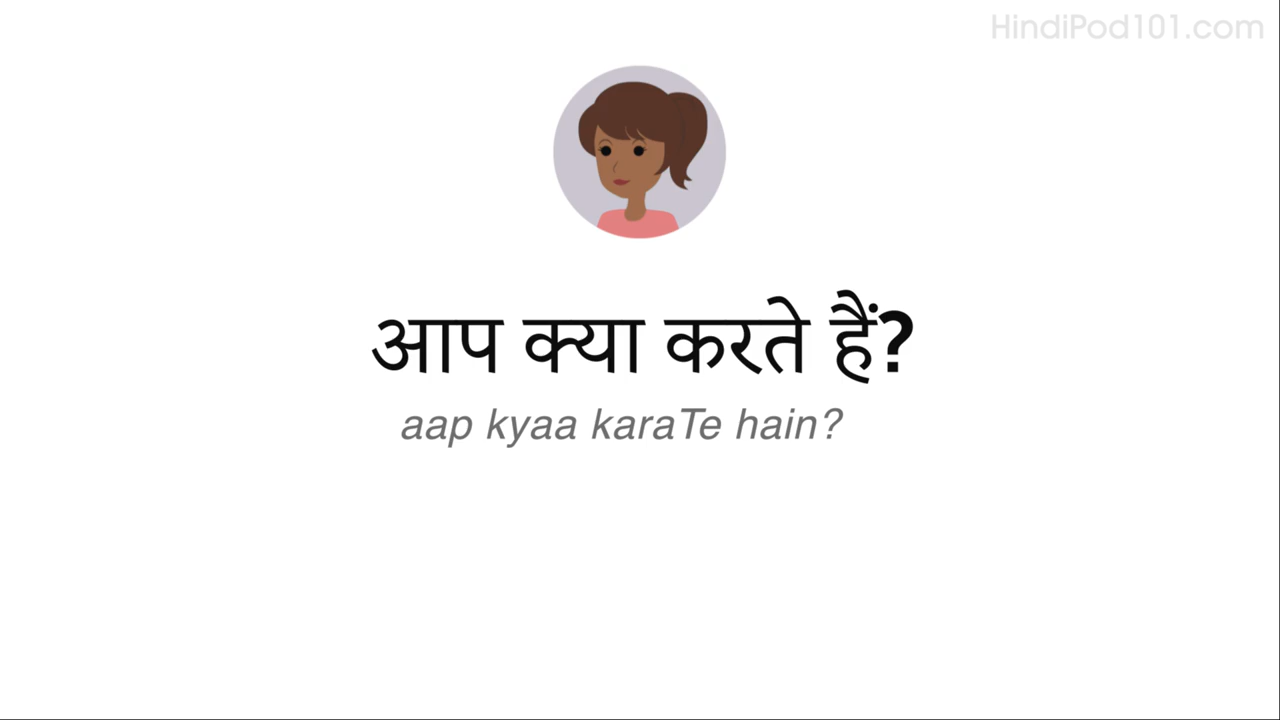 HindiPod101.com
आप क्या करते हैं?
aap kyaa karaTe hain?